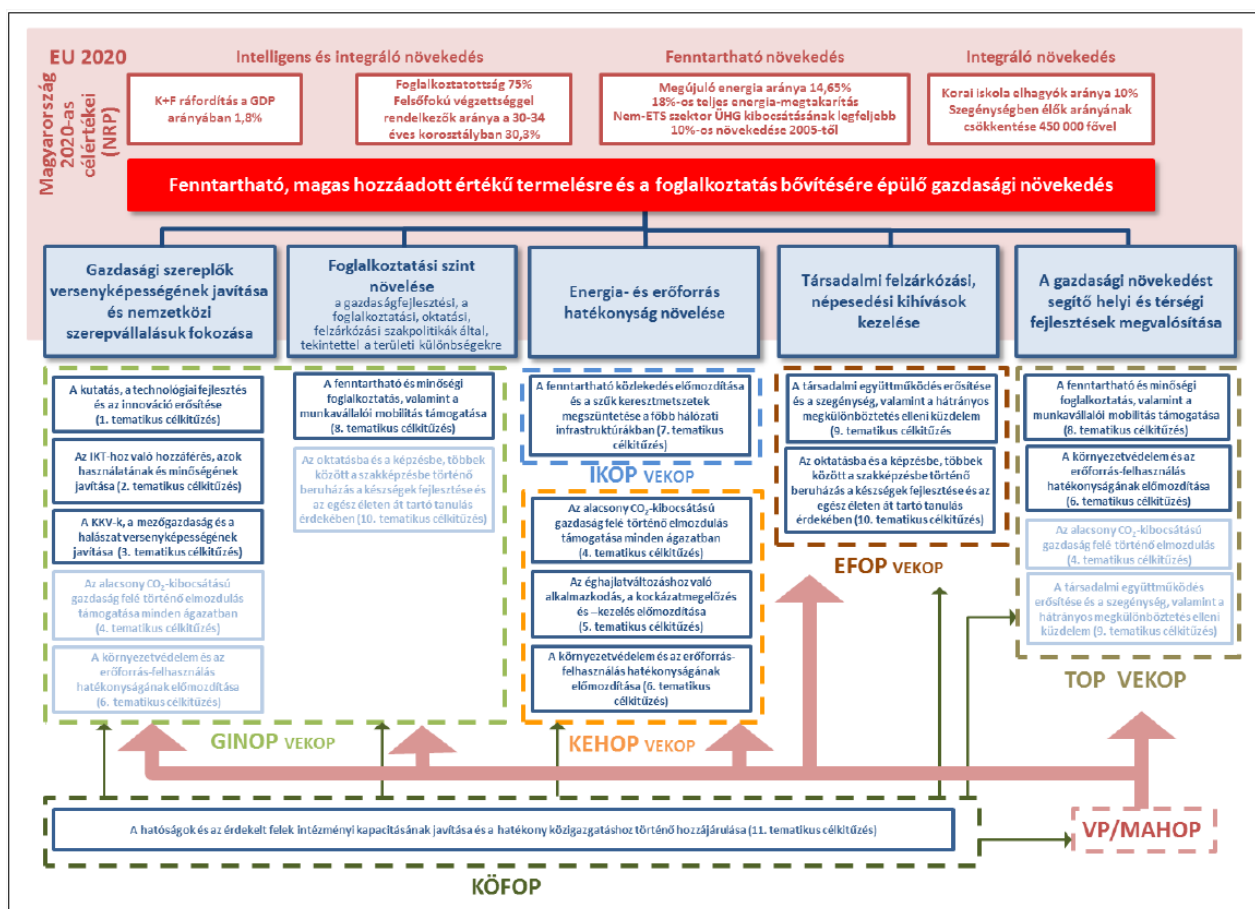 EU 2020
Magyarország
2020-as
célértékei
(NRP)
Intelligens és integráló növekedés
Fenntartható növekedés
Integráló növekedés
K+F ráfordítás a GDP
arányában 1,8%
Foglalkoztatottság 75%
Felsőfokú végzettséggel
rendelkezők aránya a 30-34
éves korosztályban 30,3%
Megújuló energia aránya 14,65%
18%-os teljes energia-megtakarítás
Nem-ETS szektor ÜHG kibocsátásának legfeljebb
10%-os növekedése 2005-től
Korai iskola elhagyók aránya 10%
Szegénységben élők arányának
csökkentése 450 000 fővel
Fenntartható, magas hozzáadott értékű termelésre és a foglalkoztatás bővítésére épülő gazdasági növekedés
Gazdasági szereplők
versenyképességének javítása
és nemzetközi
szerepvállalásuk fokozása
Foglalkoztatási szint
növelése
a gazdaságfejlesztési, a
foglalkoztatási, oktatási,
felzárkózási szakpolitikák által,
tekintettel a területi különbségekre
Energia- és erőforrás
hatékonyság növelése
Társadalmi felzárkózási,
népesedési kihívások
kezelése
A gazdasági növekedést
segítő helyi és térségi
fejlesztések megvalósítása
A kutatás, a technológiai fejlesztés
és az innováció erősítése
(1. tematikus célkitűzés)
Az IKT-hoz való hozzáférés, azok
használatának és minőségének
javítása (2. tematikus célkitűzés)
A KKV-k, a mezőgazdaság és a
halászat versenyképességének
javítása (3. tematikus célkitűzés)
Az alacsony CO₂-kibocsátású
gazdaság felé történő elmozdulás
támogatása minden ágazatban
(4. tematikus célkitűzés)
A környezetvédelem és az
erőforrás-felhasználás
hatékonyságának előmozdítása
(6. tematikus célkitűzés)
A fenntartható és minőségi
foglalkoztatás, valamint a
munkavállalói mobilitás támogatása
(8. tematikus célkitűzés)
Az oktatásba és a képzésbe, többek
között a szakképzésbe történő
beruházás a készségek fejlesztése és
az egész életen át tartó tanulás
érdekében (10. tematikus célkitűzés)
GINOP VEKOP
A fenntartható közlekedés előmozdítása
és a szűk keresztmetszetek
megszüntetése a főbb hálózati
infrastruktúrákban (7. tematikus
célkitűzés)
IKOP VEKOP
Az alacsony CO₂-kibocsátású
gazdaság felé történő elmozdulás
támogatása minden ágazatban
(4. tematikus célkitűzés)
Az éghajlatváltozáshoz való
alkalmazkodás, a kockázatmegelőzés
és –kezelés előmozdítása
(5. tematikus célkitűzés)
A környezetvédelem és az erőforrás-
felhasználás hatékonyságának
előmozdítása (6. tematikus
célkitűzés)
KEHOP VEKOP
A társadalmi együttműködés erősítése
és a szegénység, valamint a hátrányos
megkülönböztetés elleni küzdelem
(9. tematikus célkitűzés)
Az oktatásba és a képzésbe, többek
között a szakképzésbe történő
beruházás a készségek fejlesztése és az
egész életen át tartó tanulás
érdekében (10. tematikus célkitűzés)
EFOP VEKOP
A fenntartható és minőségi
foglalkoztatás, valamint a
munkavállalói mobilitás támogatása
(8. tematikus célkitűzés)
A környezetvédelem és az
erőforrás-felhasználás
hatékonyságának előmozdítása
(6. tematikus célkitűzés)
Az alacsony CO₂-kibocsátású
gazdaság felé történő elmozdulás
(4. tematikus célkitűzés)
A társadalmi együttműködés
erősítése és a szegénység, valamint a
hátrányos megkülönböztetés elleni
küzdelem (9. tematikus célkitűzés)
TOP VEKOP
A hatóságok és az érdekelt felek intézményi kapacitásának javítása és a hatékony közigazgatáshoz történő hozzájárulása (11. tematikus célkitűzés)
KÖFOP
VP/MAHOP